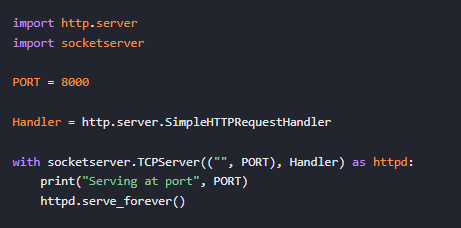 import http.server
import socketserver

PORT = 8000

Handler = http.server.SimpleHTTPRequestHandler

with socketserver.TCPServer(("", PORT), Handler) as httpd:
    print("Serving at port", PORT)
    httpd.serve_forever()